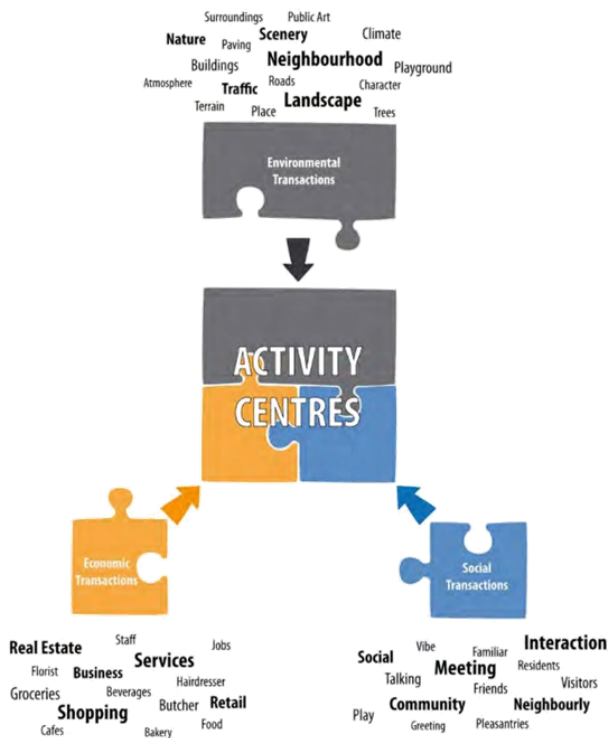 Surroundings Public Art
Nature Paving Scenery Climate
Buildings Neighbourhood Playground
Atmosphere Traffic Roads Character
Terrain Place Landscape Trees
Environmental
Transactions
ACTIVITY
CENTRES
Economic
Transactions
Social
Transactions
Real Estate Staff Services Jobs
Florist Business Hairdresser
Groceries Beverages Butcher Retail
Shopping Food
Cafes Bakery
Social Vibe Familiar Interaction
Talking Meeting Residents
Friends Visitors
Play Community Neighbourly
Greeting Pleasantries